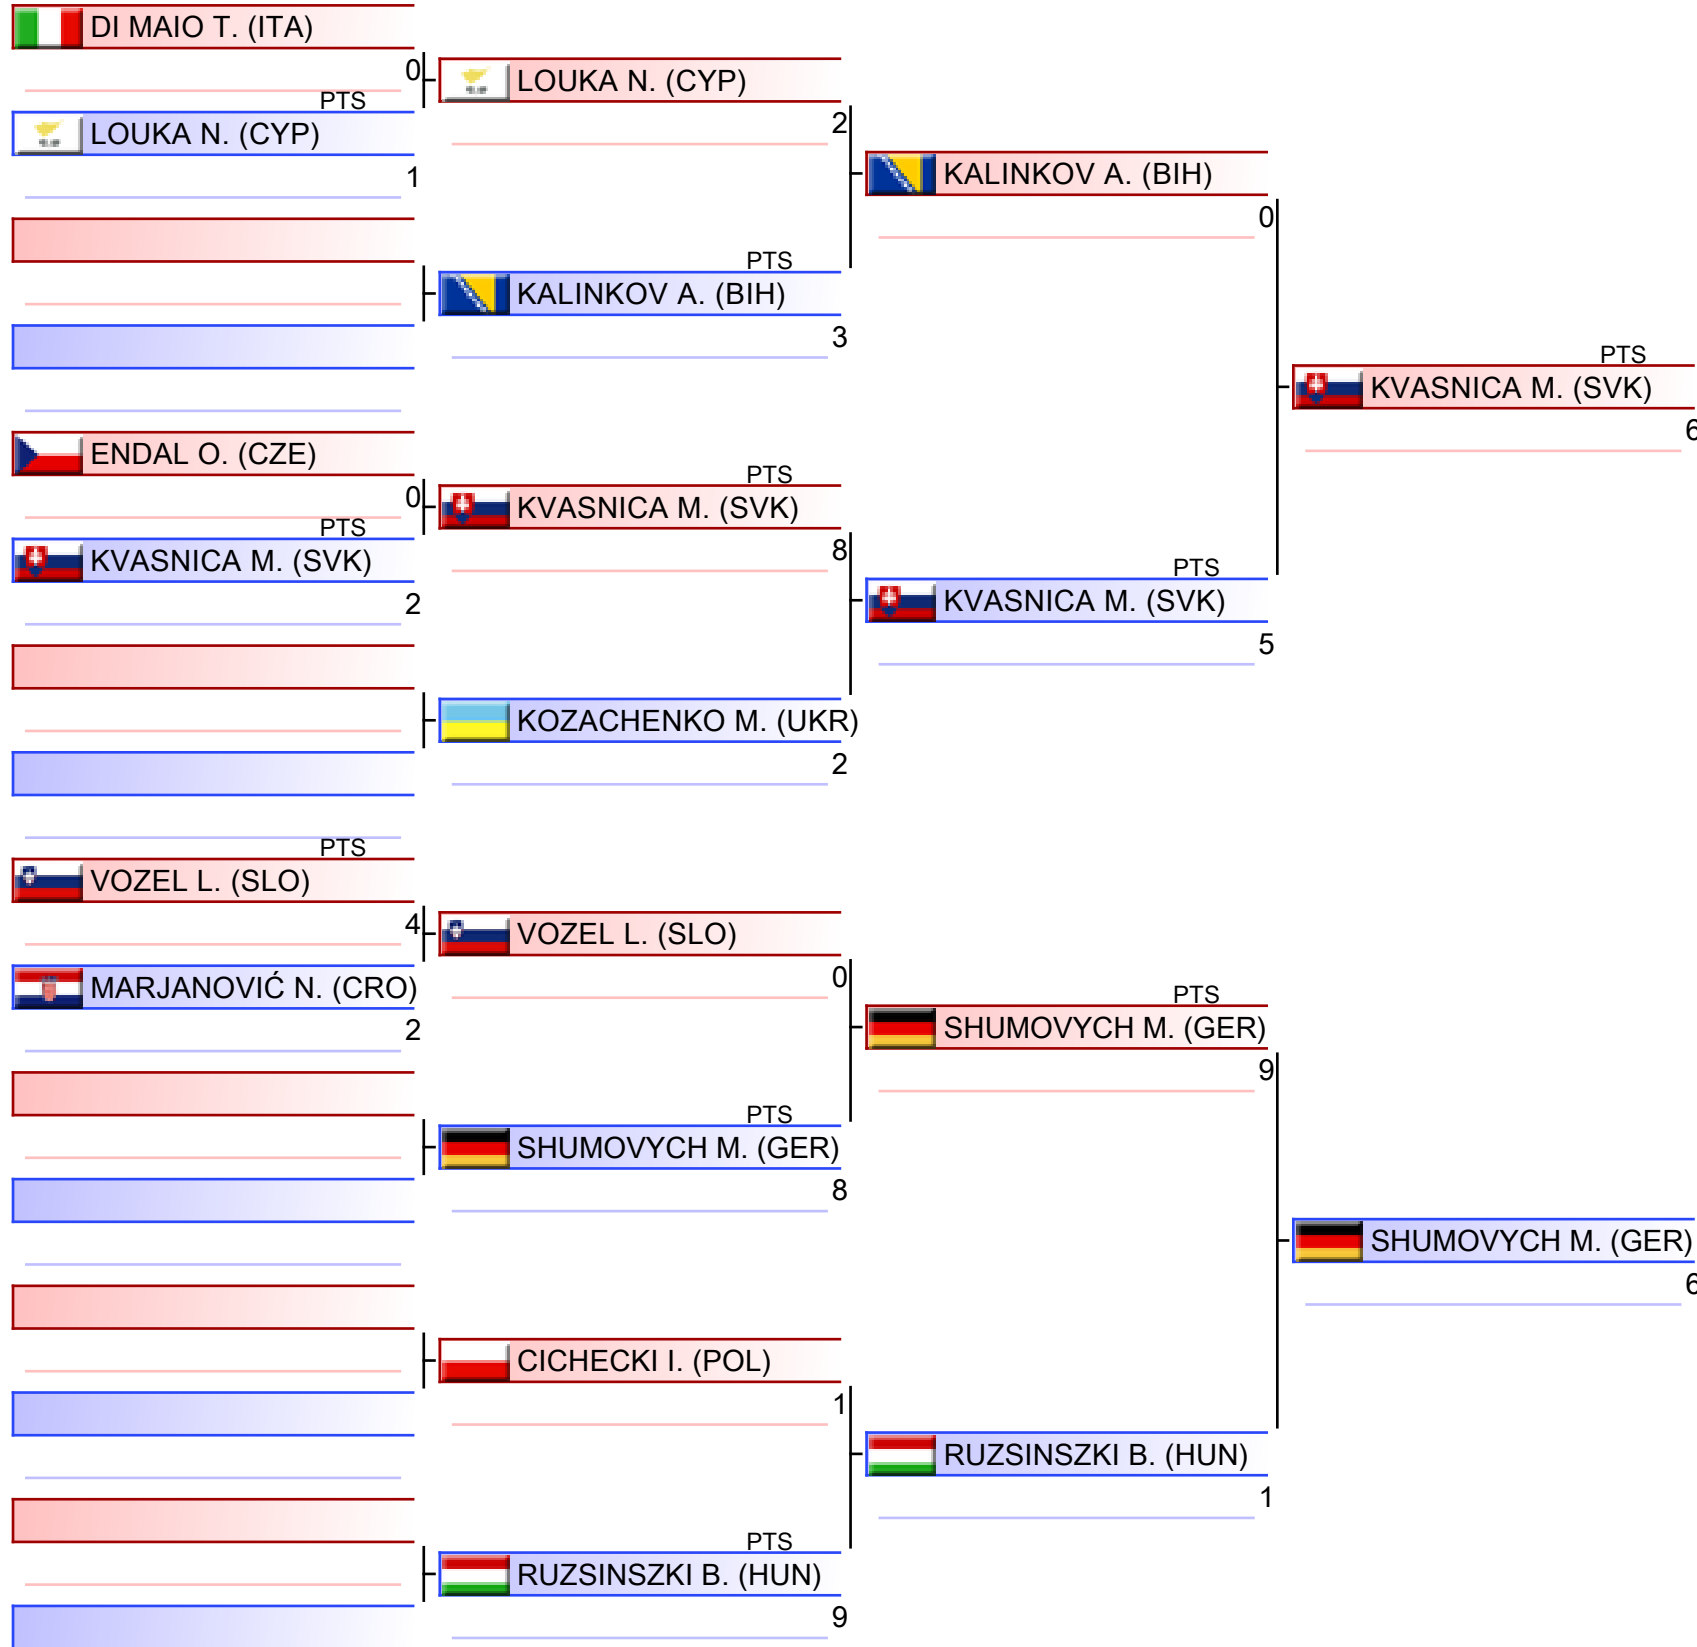 DI MAIO T. (ITA)
0
PTS
LOUKA N. (CYP)
1
ENDAL O. (CZE)
0
PTS
KVASNICA M. (SVK)
2
PTS
VOZEL L. (SLO)
4
MARJANOVIĆ N. (CRO)
2
LOUKA N. (CYP)
2
PTS
KALINKOV A. (BIH)
3
PTS
KVASNICA M. (SVK)
8
KOZACHENKO M. (UKR)
2
VOZEL L. (SLO)
0
PTS
SHUMOVYCH M. (GER)
8
CICHECKI I. (POL)
1
PTS
RUZSINSZKI B. (HUN)
9
KALINKOV A. (BIH)
0
PTS
KVASNICA M. (SVK)
5
PTS
SHUMOVYCH M. (GER)
9
RUZSINSZKI B. (HUN)
1
PTS
KVASNICA M. (SVK)
6
SHUMOVYCH M. (GER)
6